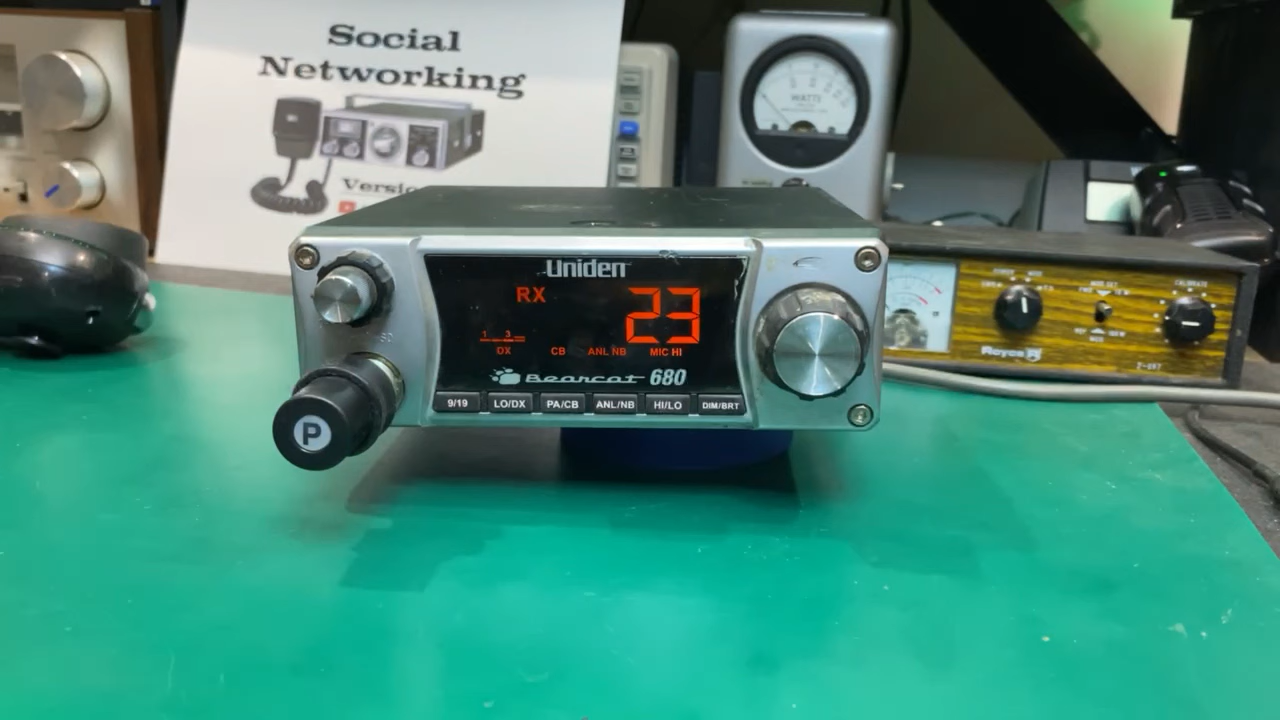 Social
Networking
WATTS
Uniden
RX
23
1 3
DX CB ANL NB MIC HI
Bearcat 680
9/19 LO/DX PA/CB ANL/NB HI/LO DIM/BRT
P
Royce